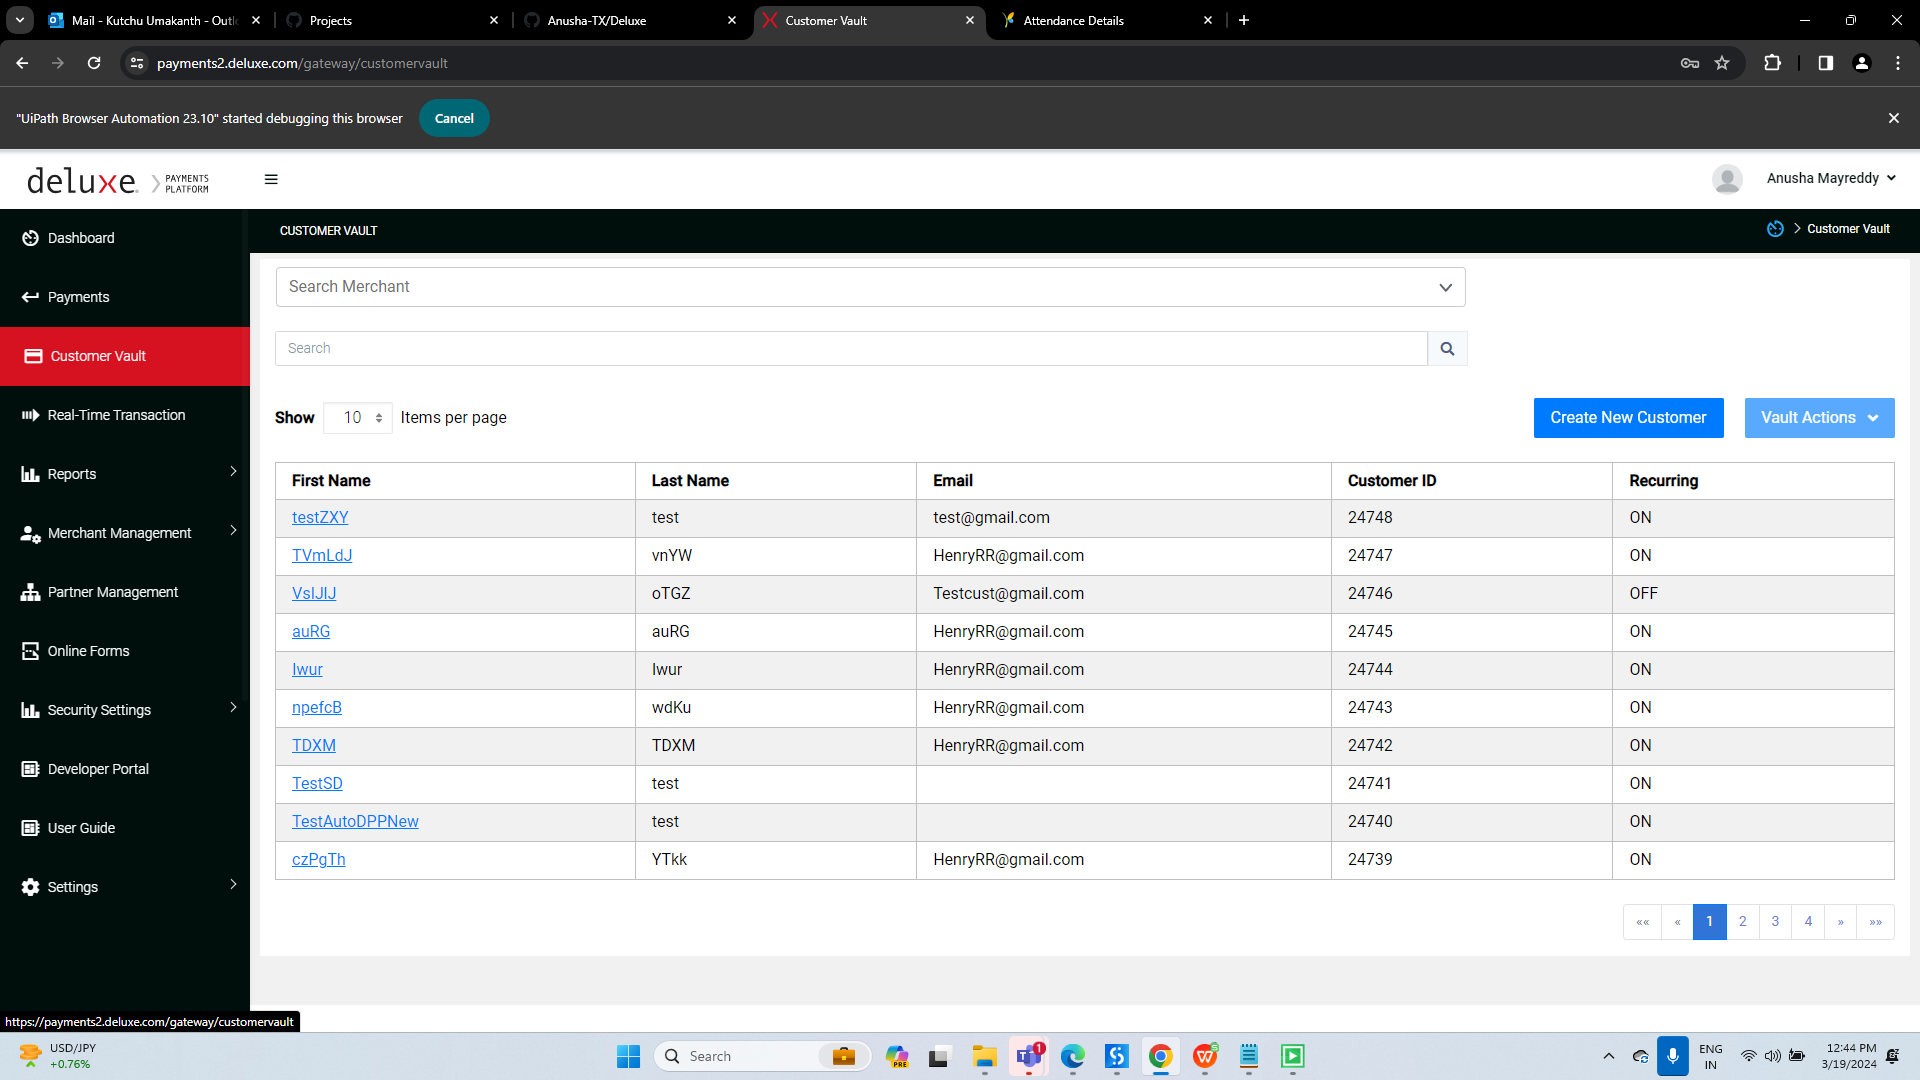 Mail - Kutchu Umakanth - Outlo
Projects
Anusha-TX/Deluxe
Customer Vault
Attendance Details
payments2.deluxe.com/gateway/customervault
"UiPath Browser Automation 23.10" started debugging this browser
Cancel
deluxe.
PAYMENTS
PLATFORM
Anusha Mayreddy
Dashboard
Payments
Customer Vault
Real-Time Transaction
Reports
Merchant Management
Partner Management
Online Forms
Security Settings
Developer Portal
User Guide
Settings
CUSTOMER VAULT
Customer Vault
Search Merchant
Search
Show 10 Items per page
Create New Customer
Vault Actions
First Name Last Name Email Customer ID Recurring
testZXY test test@gmail.com 24748 ON
TVmLdJ vnYW HenryRR@gmail.com 24747 ON
VslJlJ oTGZ Testcust@gmail.com 24746 OFF
auRG auRG HenryRR@gmail.com 24745 ON
Iwur Iwur HenryRR@gmail.com 24744 ON
npefcB wdKu HenryRR@gmail.com 24743 ON
TDXM TDXM HenryRR@gmail.com 24742 ON
TestSD test 24741 ON
TestAutoDPPNew test 24740 ON
czPgTh YTkk HenryRR@gmail.com 24739 ON
«« « 1 2 3 4 » »»
https://payments2.deluxe.com/gateway/customervault
USD/JPY
+0.76%
Search
PRE
1
ENG
IN
12:44 PM
3/19/2024